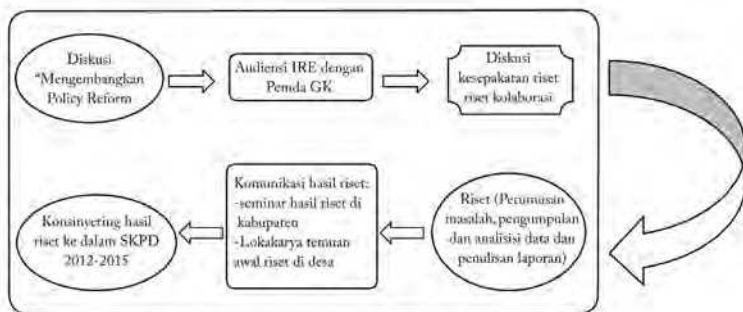 Diskusi
"Mengembangkan
Policy Reform
Audiensi IRE dengan
Pemda GK
Diskusi
kesepakatan riset
riset kolaborasi
Riset (Perumusan
masalah, pengumpulan
dan analisisi data dan
penulisan laporan)
Komunikasi hasil riset:
-seminar hasil riset di
kabupaten
-Lokakarya temuan
awal riset di desa
Konsinyering hasil
riset ke dalam SKPD
2012-2015